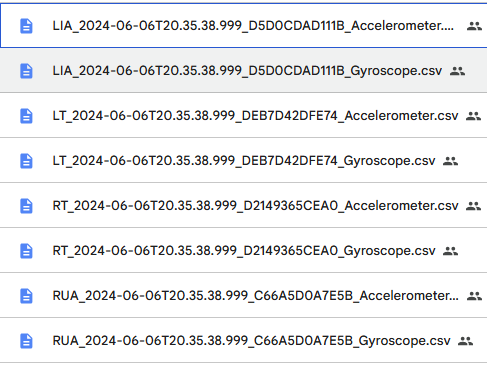 LIA_2024-06-06T20.35.38.999_D5D0CDAD111B_Accelerometer....
LIA_2024-06-06T20.35.38.999_D5D0CDAD111B_Gyroscope.csv
LT_2024-06-06T20.35.38.999_DEB7D42DFE74_Accelerometer.csv
LT_2024-06-06T20.35.38.999_DEB7D42DFE74_Gyroscope.csv
RT_2024-06-06T20.35.38.999_D2149365CEA0_Accelerometer.csv
RT_2024-06-06T20.35.38.999_D2149365CEA0_Gyroscope.csv
RUA_2024-06-06T20.35.38.999_C66A5D0A7E5B_Accelerometer...
RUA_2024-06-06T20.35.38.999_C66A5D0A7E5B_Gyroscope.csv